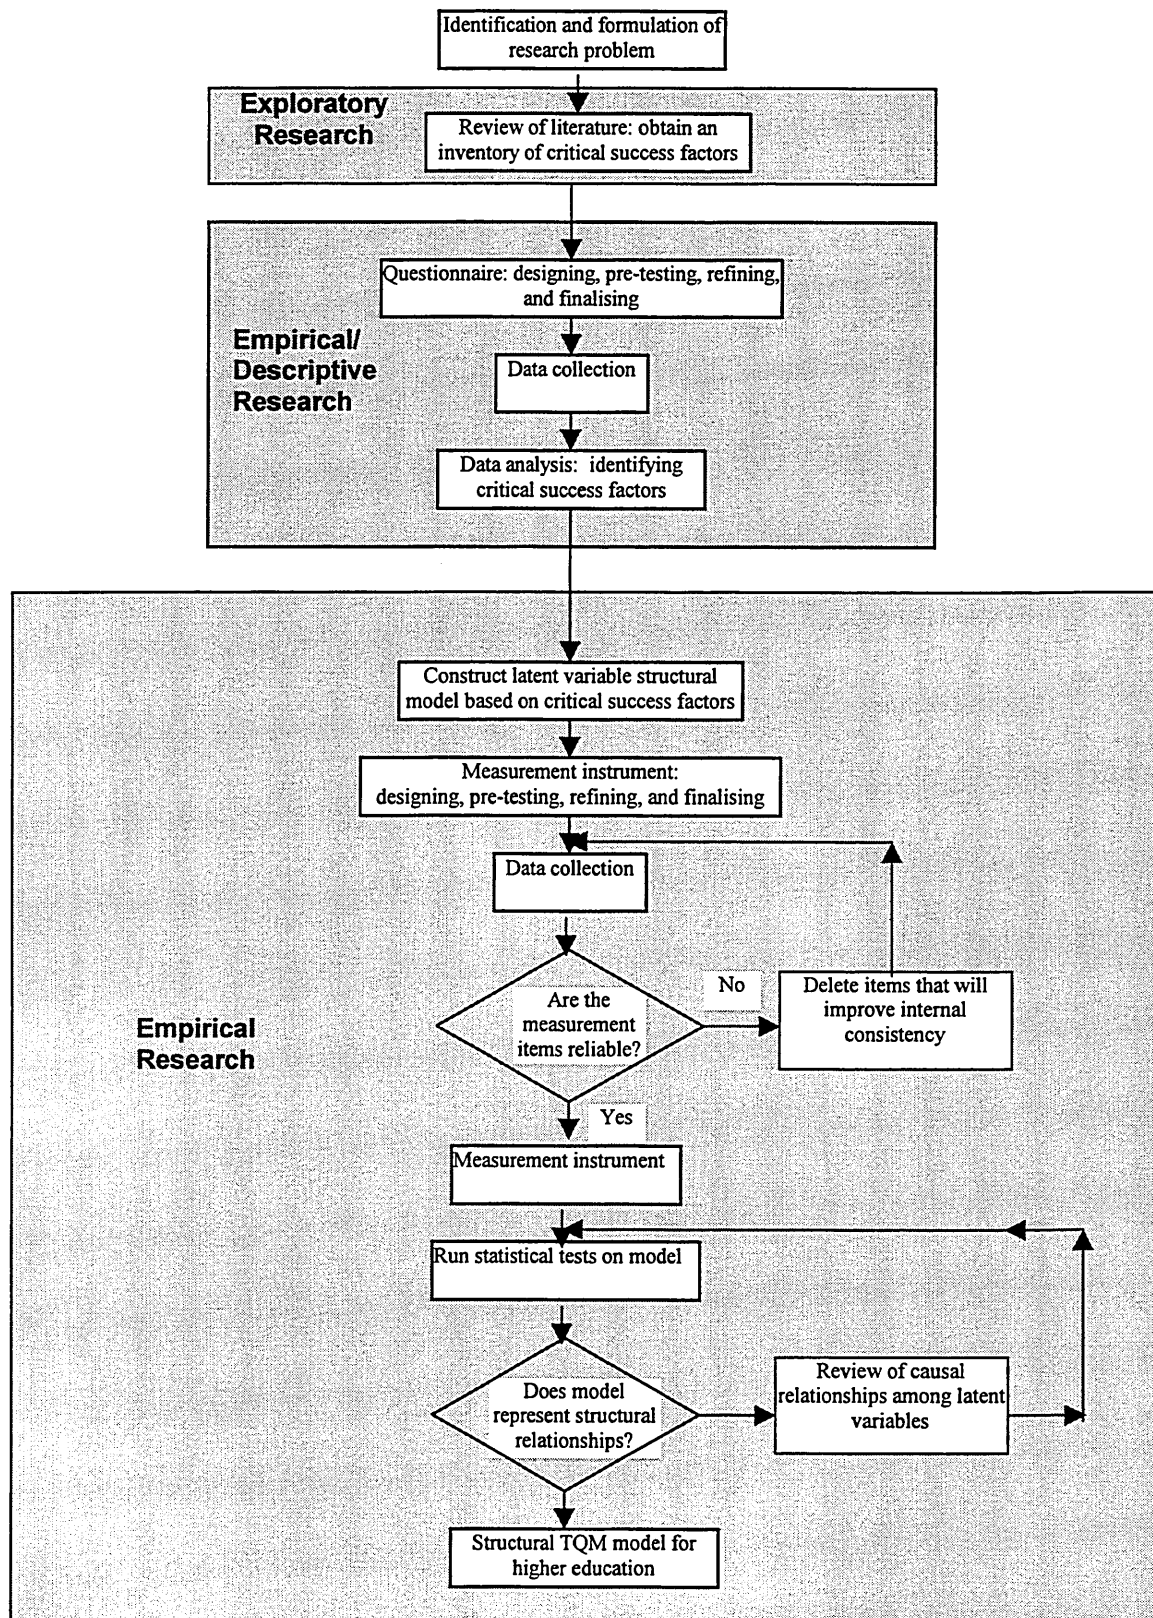 Identification and formulation of
research problem
Exploratory
Research
Review of literature: obtain an
inventory of critical success factors
Questionnaire: designing, pre-testing, refining,
and finalising
Empirical/
Descriptive
Research
Data collection
Data analysis: identifying
critical success factors
Construct latent variable structural
model based on critical success factors
Measurement instrument:
designing, pre-testing, refining, and finalising
Data collection
Are the
measurement
items reliable?
No
Delete items that will
improve internal
consistency
Empirical
Research
Yes
Measurement instrument
Run statistical tests on model
Does model
represent structural
relationships?
Review of causal
relationships among latent
variables
Structural TQM model for
higher education